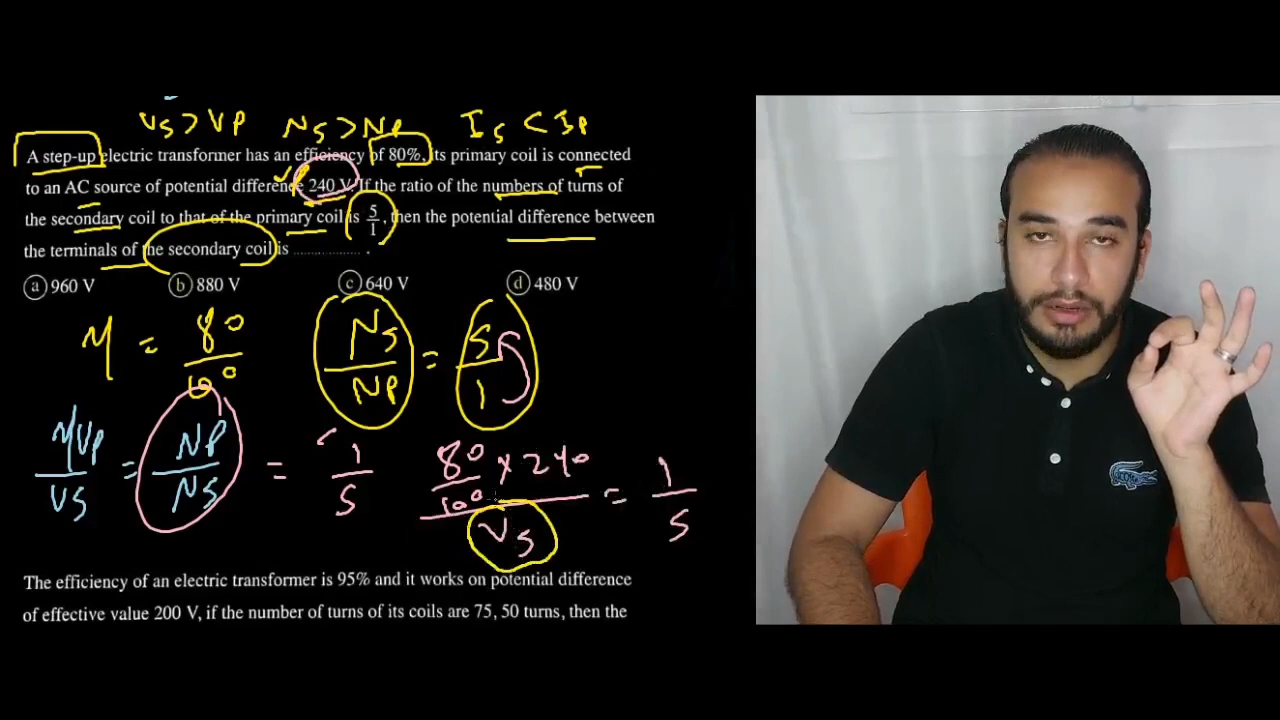 Vs > VP Ns > NP Is < IP
A step-up electric transformer has an efficiency of 80%, its primary coil is connected
to an AC source of potential difference 240 V. If the ratio of the numbers of turns of
the secondary coil to that of the primary coil is 5/1, then the potential difference between
the terminals of the secondary coil is ..................
a 960 V b 880 V c 640 V d 480 V
η = 80/100 Ns/NP = 5/1
ηVP/VS = NP/Ns = 1/5 80/100 × 240 / Vs = 1/5
The efficiency of an electric transformer is 95% and it works on potential difference
of effective value 200 V, if the number of turns of its coils are 75, 50 turns, then the